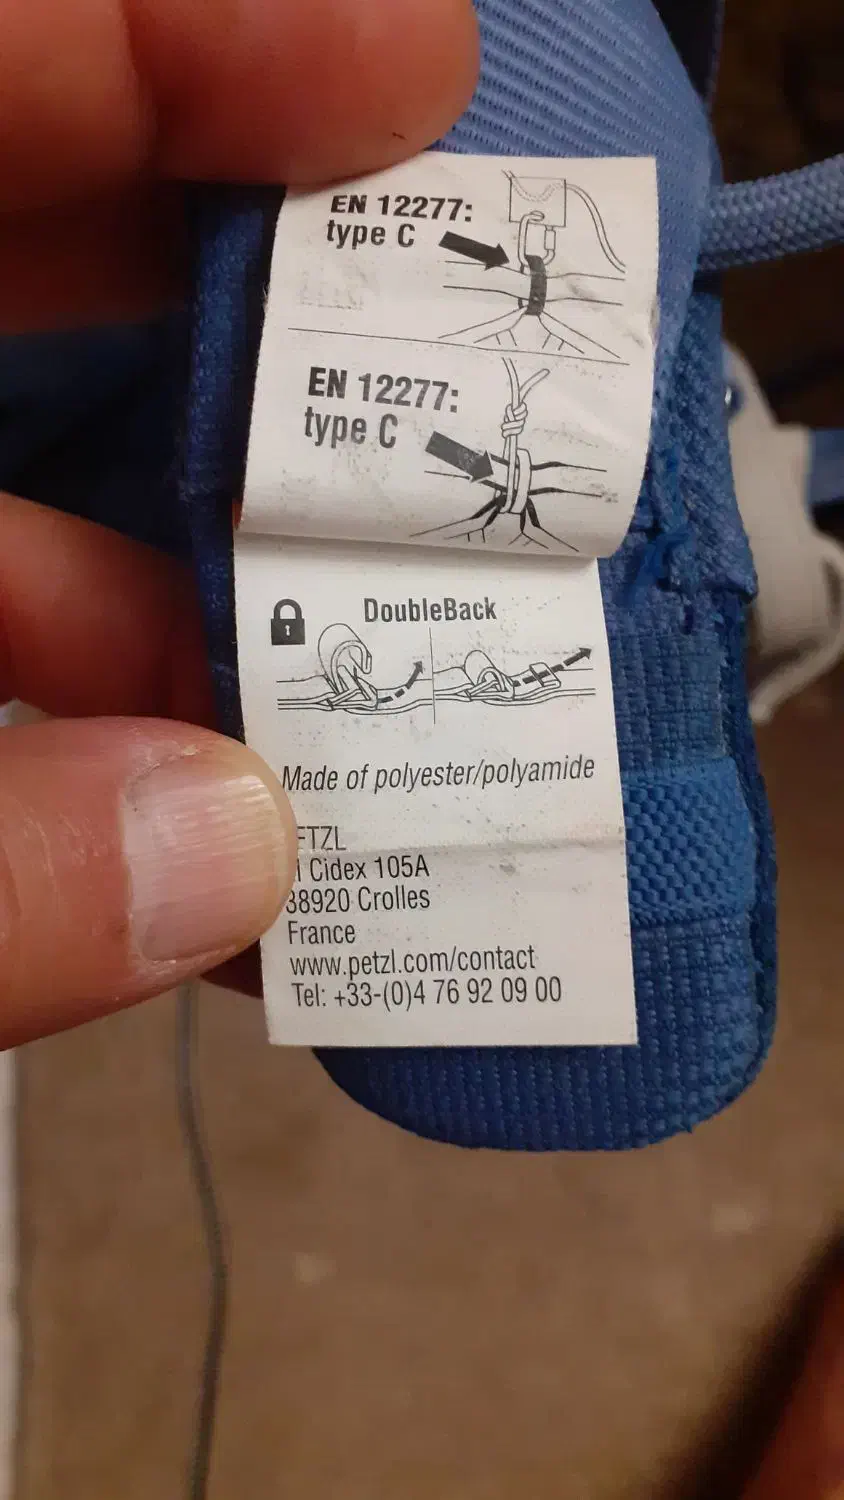 EN 12277:
type C
EN 12277:
type C
DoubleBack
Made of polyester/polyamide
ETZL
Cidex 105A
38920 Crolles
France
www.petzl.com/contact
Tel: +33-(0)4 76 92 09 00